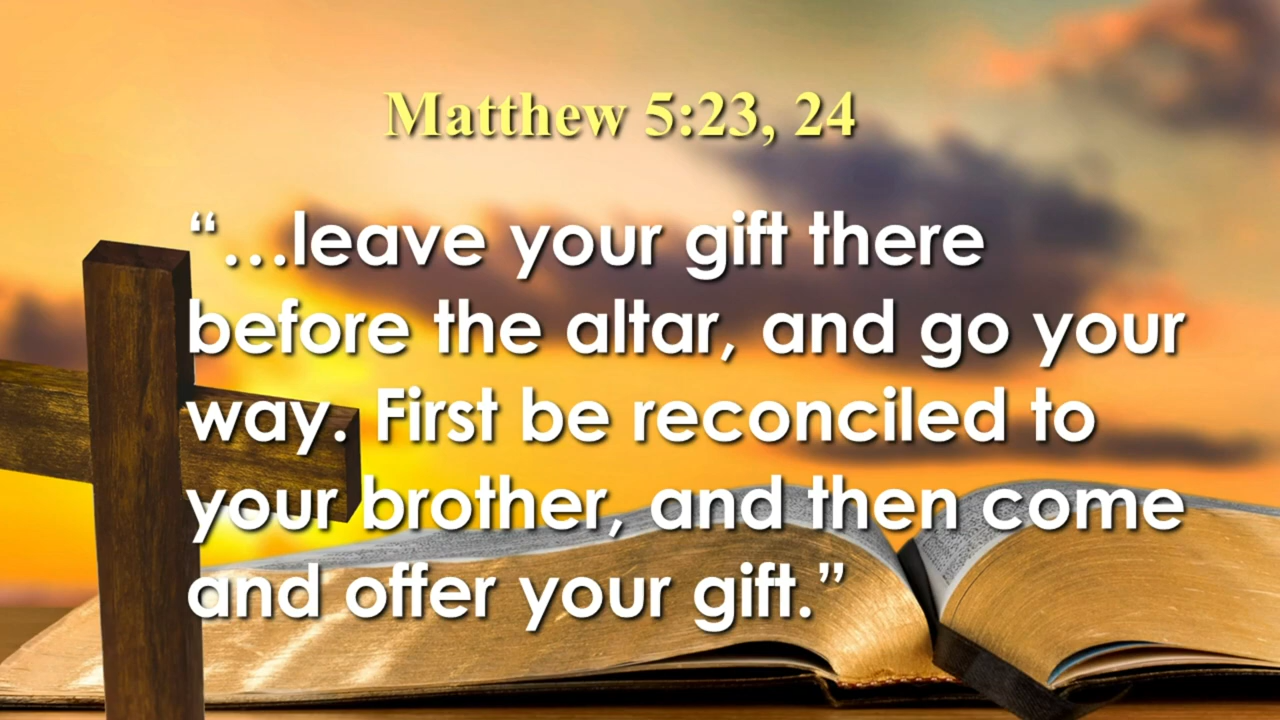 Matthew 5:23, 24
“…leave your gift there
before the altar, and go your
way. First be reconciled to
your brother, and then come
and offer your gift.”